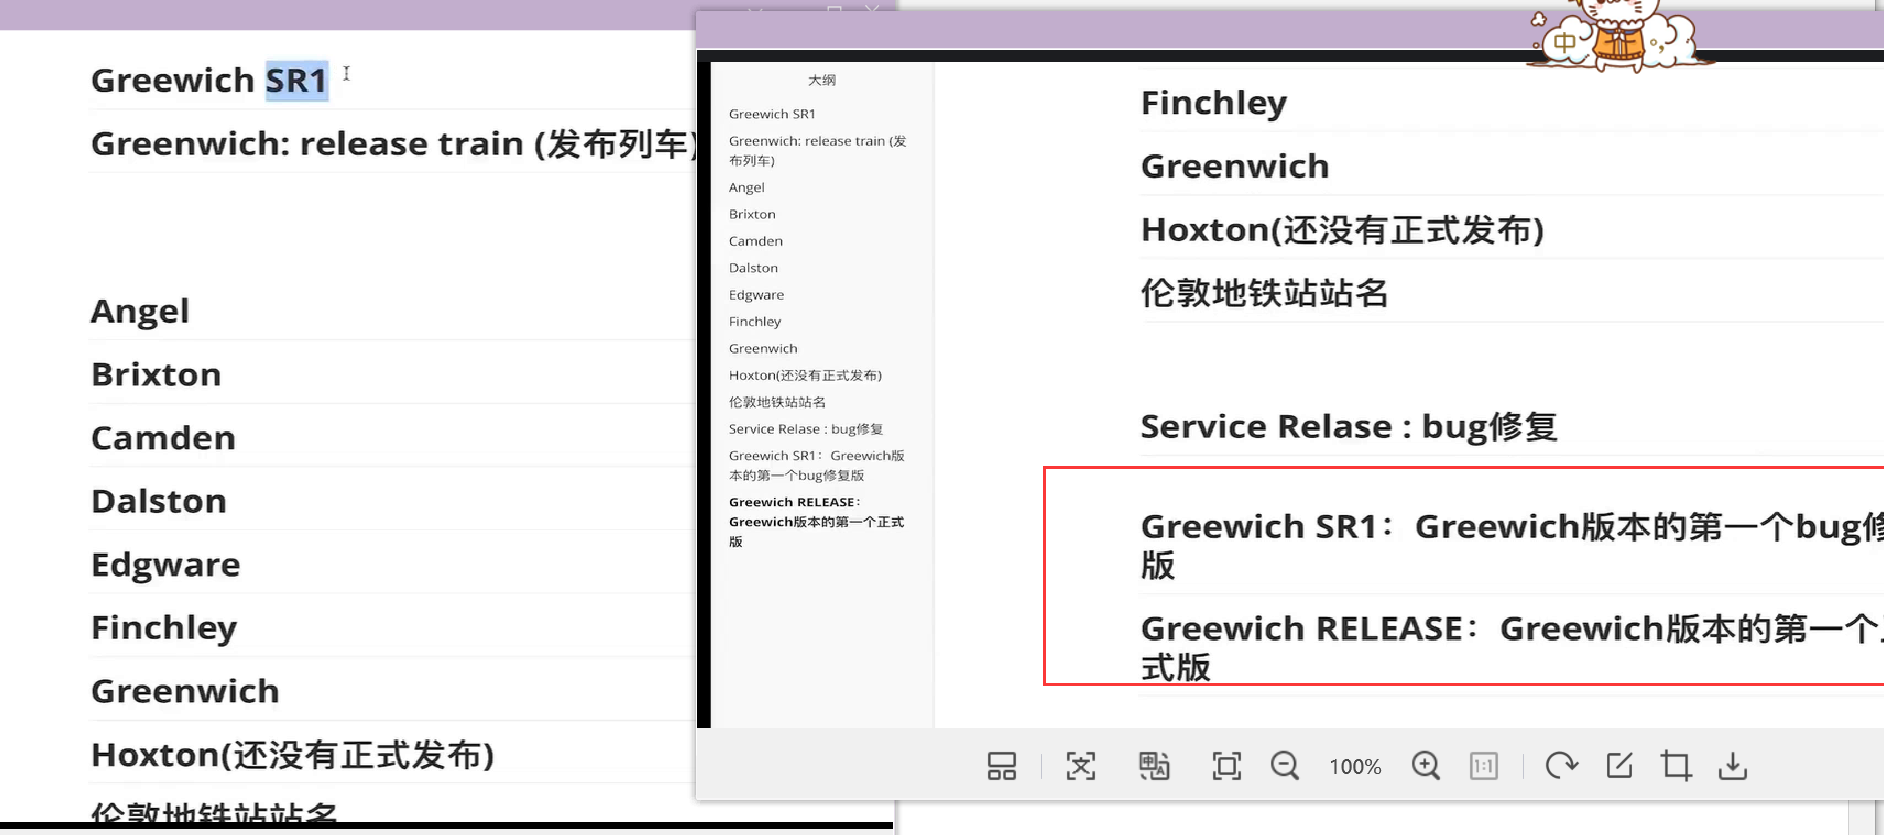 Greewich SR1
Greenwich: release train (发布列车)
Angel
Brixton
Camden
Dalston
Edgware
Finchley
Greenwich
Hoxton(还没有正式发布)
伦敦地铁站站名
大纲
Greewich SR1
Greenwich: release train (发
布列车)
Angel
Brixton
Camden
Dalston
Edgware
Finchley
Greenwich
Hoxton(还没有正式发布)
伦敦地铁站站名
Service Relase : bug修复
Greewich SR1：Greewich版
本的第一个bug修复版
Greewich RELEASE：
Greewich版本的第一个正式
版
中
Finchley
Greenwich
Hoxton(还没有正式发布)
伦敦地铁站站名
Service Relase : bug修复
Greewich SR1：Greewich版本的第一个bug修
版
Greewich RELEASE：Greewich版本的第一个
式版
100%
1:1